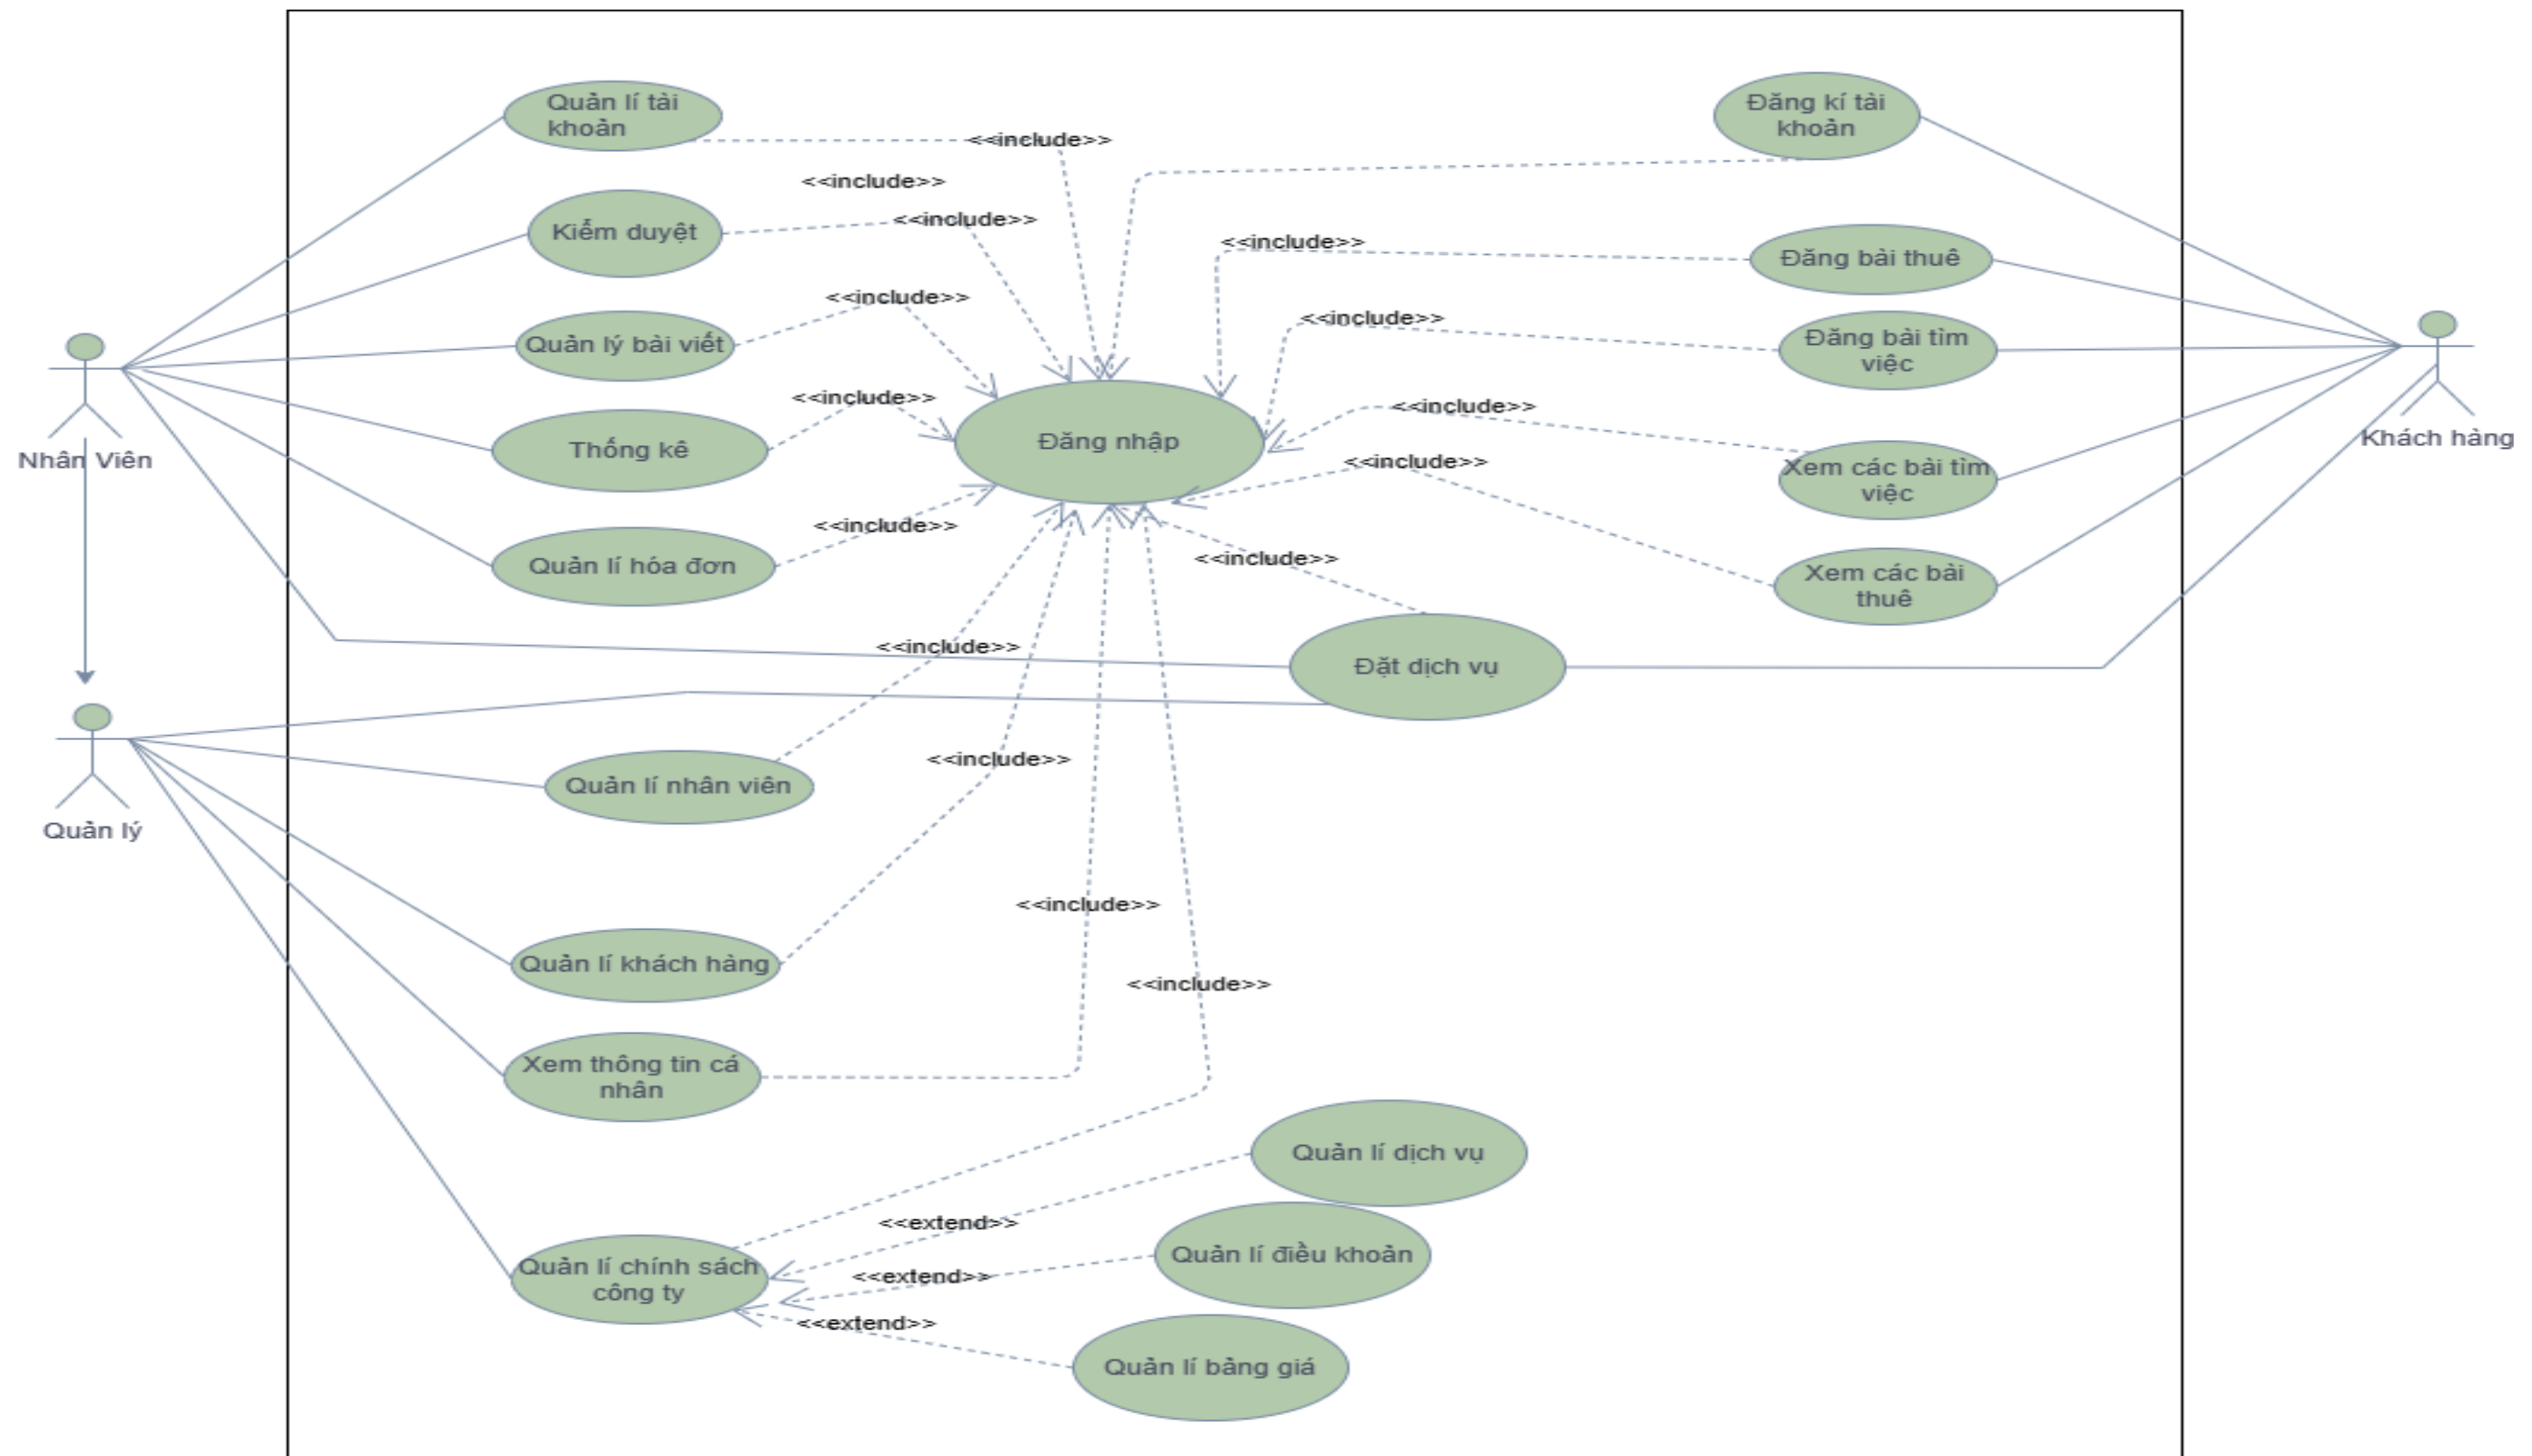 Quản lí tài
khoản
Đăng kí tài
khoản
<<include>>
<<include>>
<<include>>
Kiểm duyệt
<<include>>
Đăng bài thuê
<<include>>
<<include>>
Quản lý bài viết
Đăng bài tìm
việc
<<include>>
<<include>>
Thống kê
Đăng nhập
Khách hàng
Nhân Viên
<<include>>
Xem các bài tìm
việc
<<include>>
Quản lí hóa đơn
<<include>>
Xem các bài
thuê
<<include>>
Đặt dịch vụ
<<include>>
Quản lí nhân viên
Quản lý
<<include>>
Quản lí khách hàng
<<include>>
Xem thông tin cá
nhân
Quản lí dịch vụ
<<extend>>
Quản lí điều khoản
Quản lí chính sách
công ty
<<extend>>
<<extend>>
Quản lí bảng giá